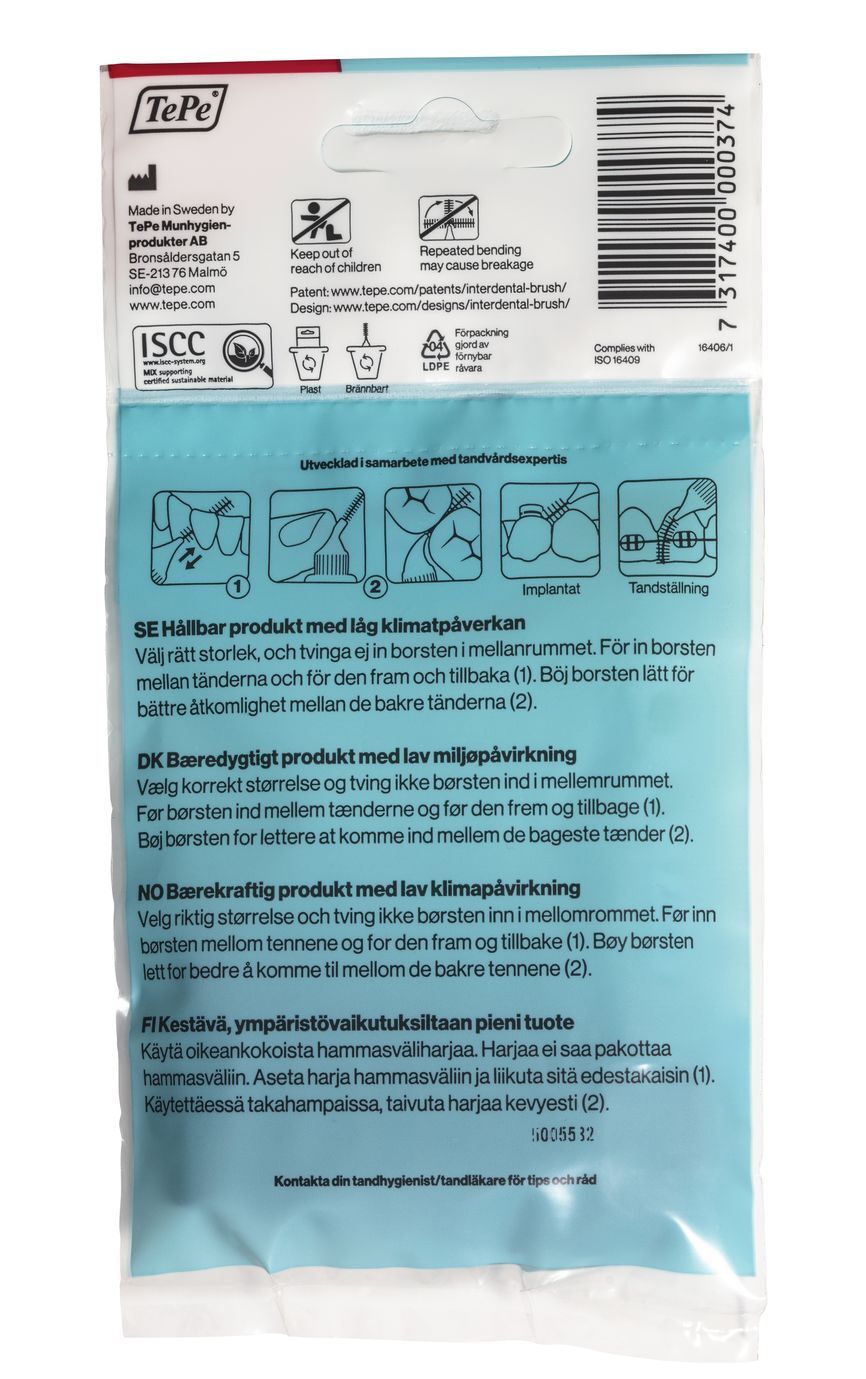 TePe®
Made in Sweden by
TePe Munhygien-
produkter AB
Bronsåldersgatan 5
SE-213 76 Malmö
info@tepe.com
www.tepe.com
Keep out of
reach of children
Repeated bending
may cause breakage
Patent: www.tepe.com/patents/interdental-brush/
Design: www.tepe.com/designs/interdental-brush/
7 317400 000374
ISCC
www.iscc-system.org
MIX supporting
certified sustainable material
Plast
Brännbart
04
LDPE
Förpackning
gjord av
förnybar
råvara
Complies with
ISO 16409
16406/1
Utvecklad i samarbete med tandvårdsexpertis
1
2
Implantat
Tandställning
SE Hållbar produkt med låg klimatpåverkan
Välj rätt storlek, och tvinga ej in borsten i mellanrummet. För in borsten
mellan tänderna och för den fram och tillbaka (1). Böj borsten lätt för
bättre åtkomlighet mellan de bakre tänderna (2).
DK Bæredygtigt produkt med lav miljøpåvirkning
Vælg korrekt størrelse og tving ikke børsten ind i mellemrummet.
Før børsten ind mellem tænderne og før den frem og tillbage (1).
Bøj børsten for lettere at komme ind mellem de bageste tænder (2).
NO Bærekraftig produkt med lav klimapåvirkning
Velg riktig størrelse och tving ikke børsten inn i mellomrommet. Før inn
børsten mellom tennene og for den fram og tillbake (1). Bøy børsten
lett for bedre å komme til mellom de bakre tennene (2).
FI Kestävä, ympäristövaikutuksiltaan pieni tuote
Käytä oikeankokoista hammasväliharjaa. Harjaa ei saa pakottaa
hammasväliin. Aseta harja hammasväliin ja liikuta sitä edestakaisin (1).
Käytettäessä takahampaissa, taivuta harjaa kevyesti (2).
5005532
Kontakta din tandhygienist/tandläkare för tips och råd